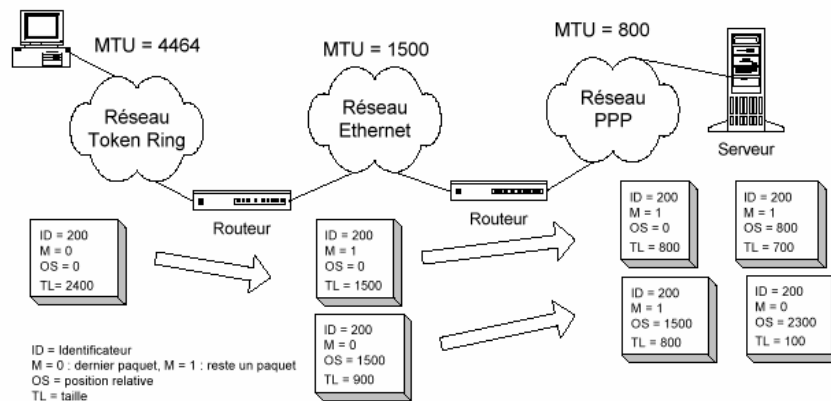 MTU = 4464
MTU = 1500
MTU = 800
Réseau
Token Ring
Réseau
Ethernet
Réseau
PPP
Serveur
Routeur
Routeur
ID = 200
M = 0
OS = 0
TL= 2400
ID = 200
M = 1
OS = 0
TL = 1500
ID = 200
M = 0
OS = 1500
TL = 900
ID = 200
M = 1
OS = 0
TL = 800
ID = 200
M = 1
OS = 800
TL = 700
ID = 200
M = 1
OS = 1500
TL = 800
ID = 200
M = 0
OS = 2300
TL = 100
ID = Identificateur
M = 0 : dernier paquet, M = 1 : reste un paquet
OS = position relative
TL = taille